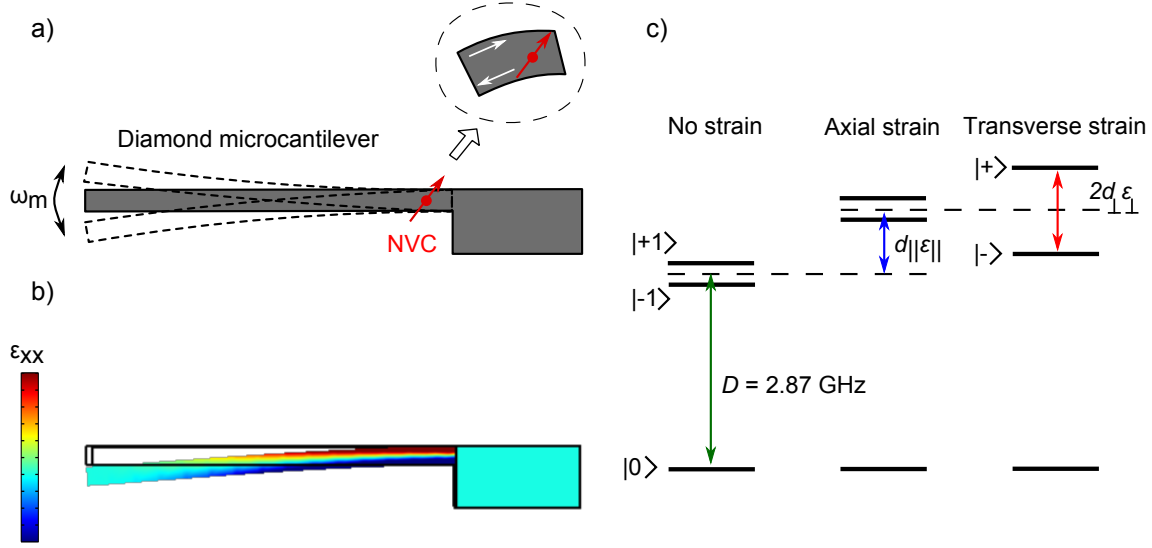 a)
Diamond microcantilever
ωm
NVC
b)
εxx
c)
No strain
Axial strain
Transverse strain
|+1>
|-1>
|0>
D = 2.87 GHz
d||ε||
|+>
|->
2d⊥ε⊥